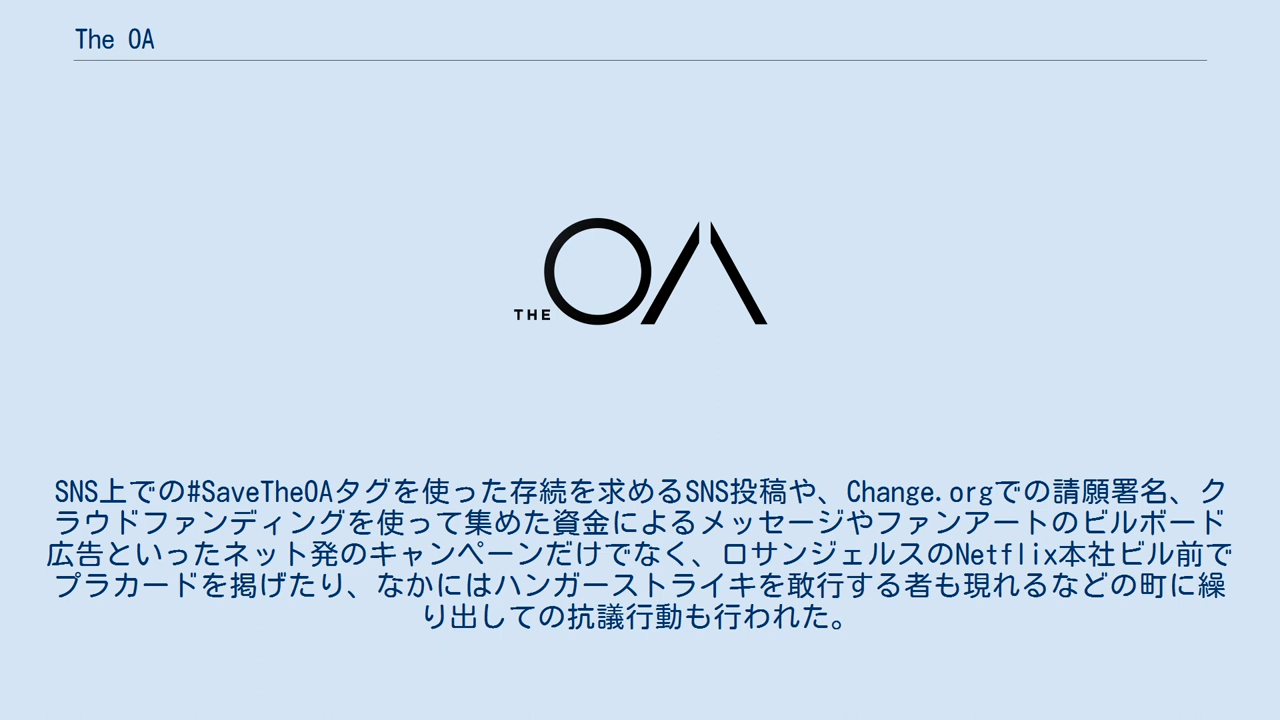 The OA
THE OA
SNS上での#SaveTheOAタグを使った存続を求めるSNS投稿や、Change.orgでの請願署名、ク
ラウドファンディングを使って集めた資金によるメッセージやファンアートのビルボード
広告といったネット発のキャンペーンだけでなく、ロサンジェルスのNetflix本社ビル前で
プラカードを掲げたり、なかにはハンガーストライキを敢行する者も現れるなどの町に繰
り出しての抗議行動も行われた。